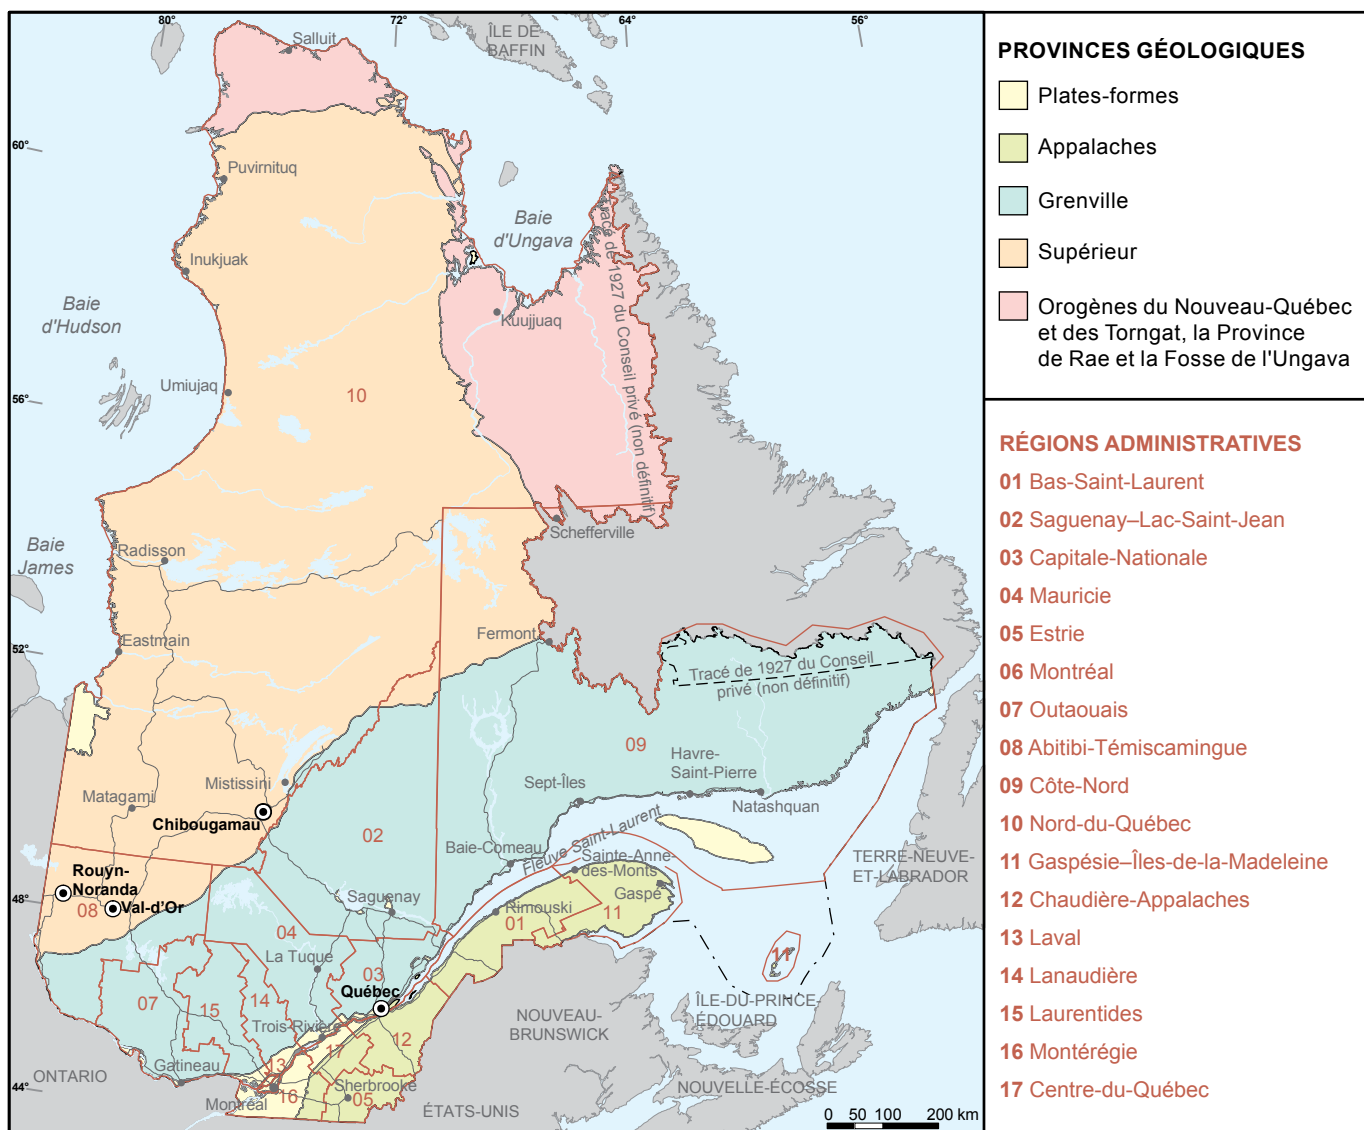 80°
72°
64°
56°
60°
56°
52°
48°
44°
Salluit
ÎLE DE
BAFFIN
Puvirnituq
Baie
d'Ungava
Inukjuak
Baie
d'Hudson
Kuujjuaq
Tracé de 1927 du Conseil privé (non définitif)
Umiujaq
10
Schefferville
Baie
James
Radisson
Eastmain
Fermont
Tracé de 1927 du Conseil
privé (non définitif)
09
Havre-
Saint-Pierre
Sept-Îles
Natashquan
Mistissini
Matagami
Chibougamau
02
Baie-Comeau
Fleuve Saint-Laurent
Sainte-Anne-
des-Monts
TERRE-NEUVE-
ET-LABRADOR
Rouyn-
Noranda
Val-d'Or
08
Saguenay
Gaspé
Rimouski
01
11
04
La Tuque
03
11
Québec
07
15
14
Trois-Rivière
12
17
ÎLE-DU-PRINCE-
ÉDOUARD
NOUVEAU-
BRUNSWICK
13
Gatineau
ONTARIO
Sherbrooke
05
16
Montréal
NOUVELLE-ÉCOSSE
ÉTATS-UNIS
0 50 100 200 km
PROVINCES GÉOLOGIQUES
Plates-formes
Appalaches
Grenville
Supérieur
Orogènes du Nouveau-Québec
et des Torngat, la Province
de Rae et la Fosse de l'Ungava
RÉGIONS ADMINISTRATIVES
01 Bas-Saint-Laurent
02 Saguenay–Lac-Saint-Jean
03 Capitale-Nationale
04 Mauricie
05 Estrie
06 Montréal
07 Outaouais
08 Abitibi-Témiscamingue
09 Côte-Nord
10 Nord-du-Québec
11 Gaspésie–Îles-de-la-Madeleine
12 Chaudière-Appalaches
13 Laval
14 Lanaudière
15 Laurentides
16 Montérégie
17 Centre-du-Québec